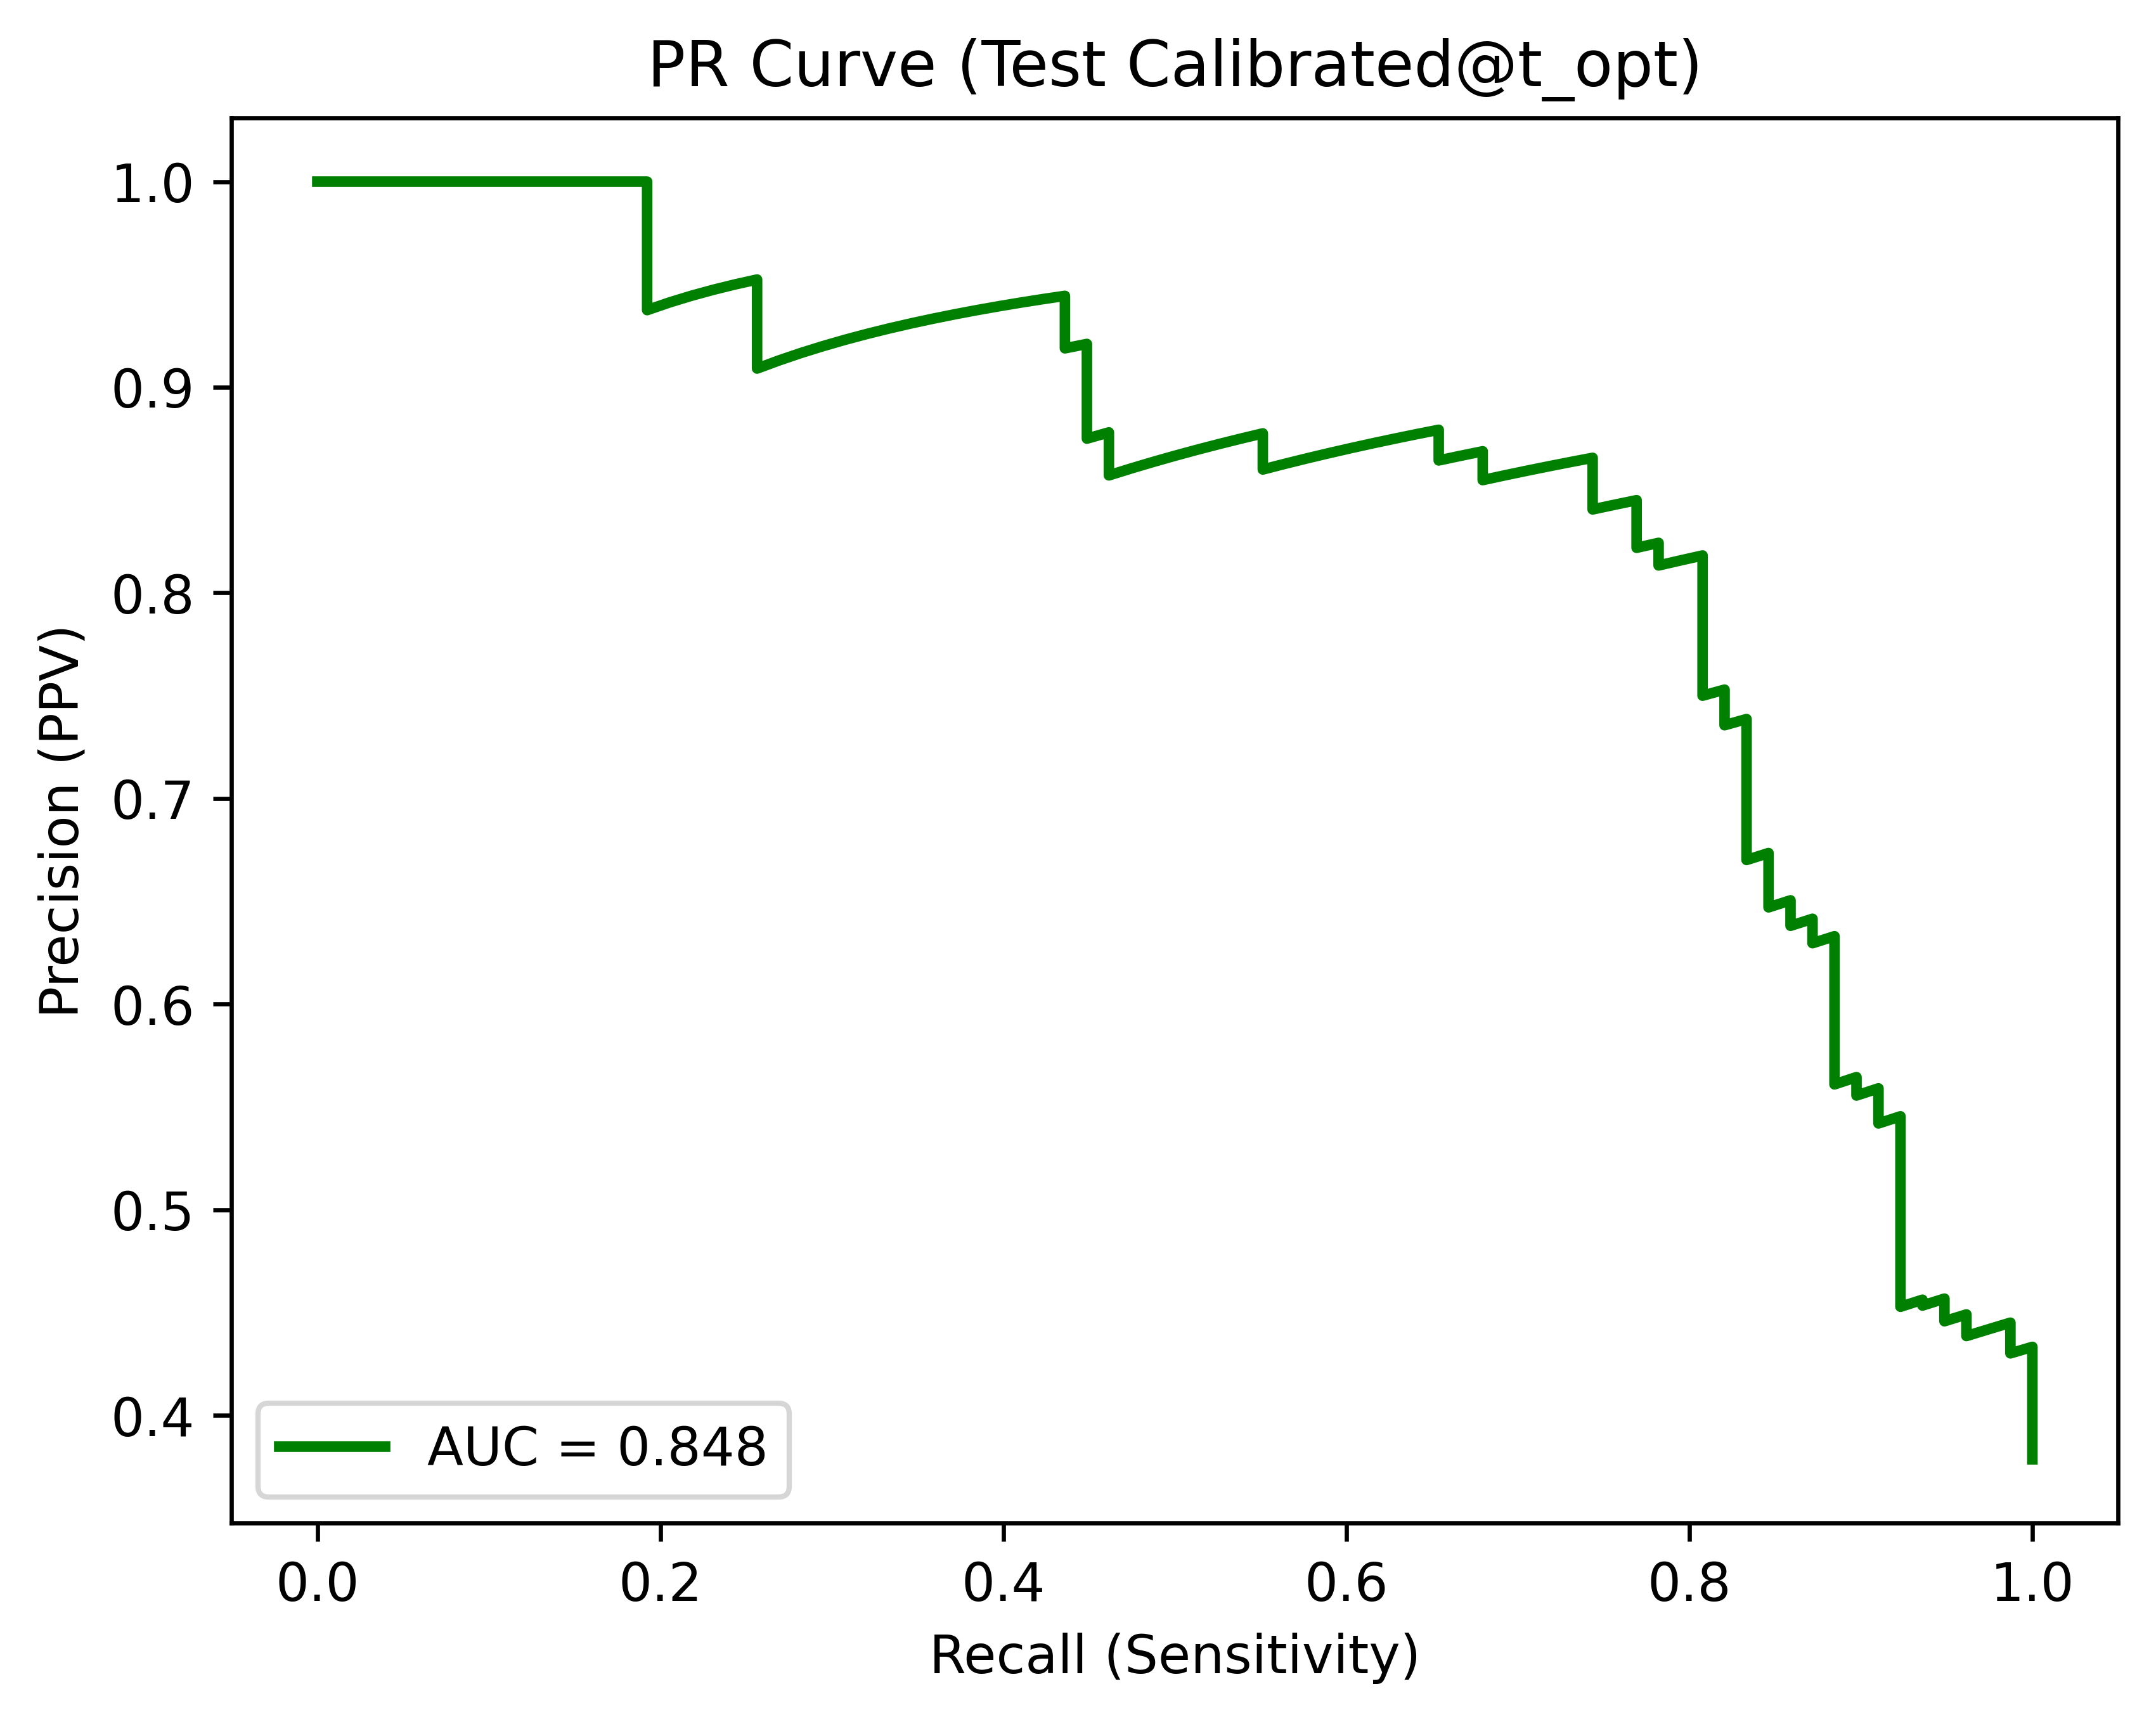 PR Curve (Test Calibrated@t_opt)
1.0
0.9
0.8
0.7
0.6
0.5
0.4
Precision (PPV)
AUC = 0.848
0.0 0.2 0.4 0.6 0.8 1.0
Recall (Sensitivity)